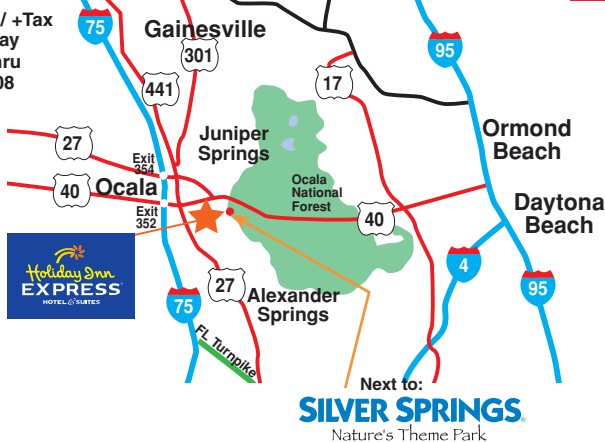 / +Tax
ay
nru
08
75
Gainesville
301
95
441
17
27
Juniper
Springs
Ormond
Beach
Exit
354
40
Ocala
Ocala
National
Forest
Exit
352
40
Daytona
Beach
Holiday Inn
EXPRESS
HOTEL & SUITES
4
27
Alexander
Springs
75
95
FL Turnpike
Next to:
SILVER SPRINGS®
Nature's Theme Park